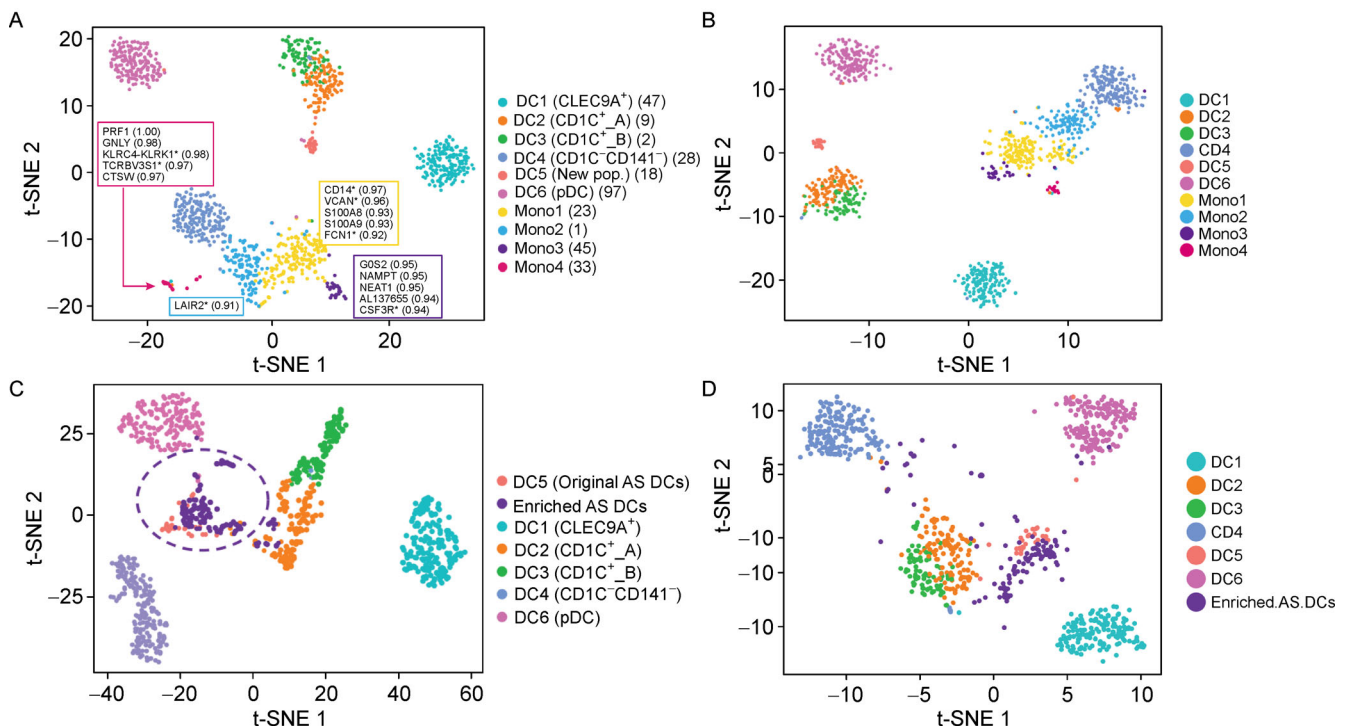 A
t-SNE 2
20
10
0
−10
−20
−20
0
20
t-SNE 1
PRF1 (1.00)
GNLY (0.98)
KLRC4-KLRK1* (0.98)
TCRBV3S1* (0.97)
CTSW (0.97)
CD14* (0.97)
VCAN* (0.96)
S100A8 (0.93)
S100A9 (0.93)
FCN1* (0.92)
G0S2 (0.95)
NAMPT (0.95)
NEAT1 (0.95)
AL137655 (0.94)
CSF3R* (0.94)
LAIR2* (0.91)
DC1 (CLEC9A⁺) (47)
DC2 (CD1C⁺_A) (9)
DC3 (CD1C⁺_B) (2)
DC4 (CD1C⁻CD141⁻) (28)
DC5 (New pop.) (18)
DC6 (pDC) (97)
Mono1 (23)
Mono2 (1)
Mono3 (45)
Mono4 (33)
B
t-SNE 2
10
0
−10
−20
−10
0
10
t-SNE 1
DC1
DC2
DC3
CD4
DC5
DC6
Mono1
Mono2
Mono3
Mono4
C
t-SNE 2
25
0
−25
−40
−20
0
20
40
60
t-SNE 1
DC5 (Original AS DCs)
Enriched AS DCs
DC1 (CLEC9A⁺)
DC2 (CD1C⁺_A)
DC3 (CD1C⁺_B)
DC4 (CD1C⁻CD141⁻)
DC6 (pDC)
D
t-SNE 2
10
5
0
0
−10
−10
−10
−10
−5
0
5
10
t-SNE 1
DC1
DC2
DC3
CD4
DC5
DC6
Enriched.AS.DCs